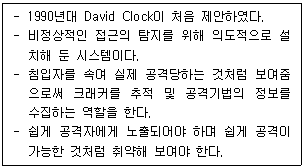 - 1990년대 David Clock이 처음 제안하였다.
- 비정상적인 접근의 탐지를 위해 의도적으로 설
치해 둔 시스템이다.
- 침입자를 속여 실제 공격당하는 것처럼 보여줌
으로써 크래커를 추적 및 공격기법의 정보를
수집하는 역할을 한다.
- 쉽게 공격자에게 노출되어야 하며 쉽게 공격이
가능한 것처럼 취약해 보여야 한다.